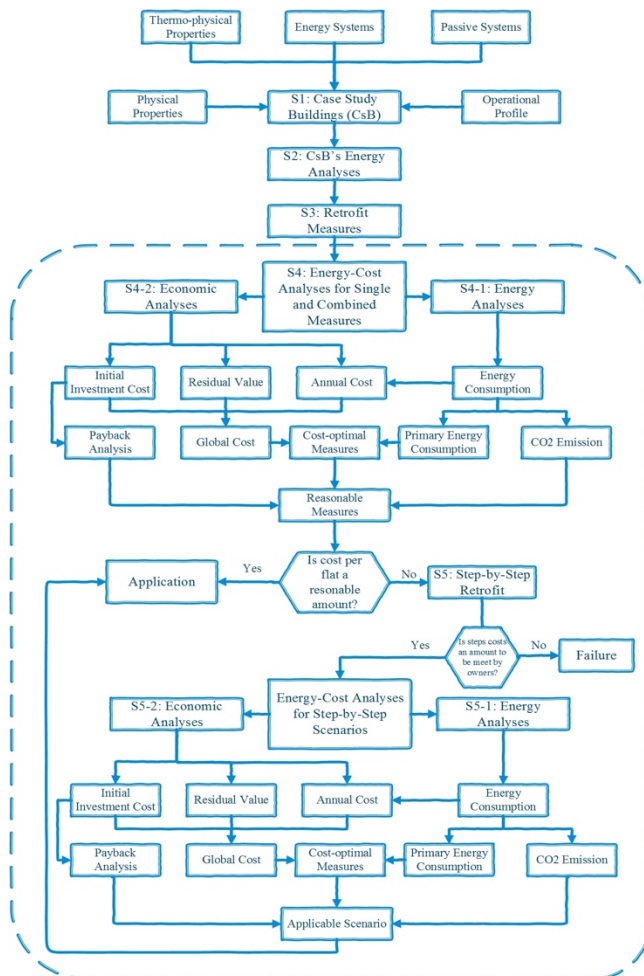 Thermo-physical
Properties
Energy Systems
Passive Systems
Physical
Properties
S1: Case Study
Buildings (CsB)
Operational
Profile
S2: CsB's Energy
Analyses
S3: Retrofit
Measures
S4-2: Economic
Analyses
S4: Energy-Cost
Analyses for Single
and Combined
Measures
S4-1: Energy
Analyses
Initial
Investment Cost
Residual Value
Annual Cost
Energy
Consumption
Payback
Analysis
Global Cost
Cost-optimal
Measures
Primary Energy
Consumption
CO2 Emission
Reasonable
Measures
Application
Yes
Is cost per
flat a
resonable
amount?
No
S5: Step-by-Step
Retrofit
Yes
Is steps costs
an amount to
be meet by
owners?
No
Failure
S5-2: Economic
Analyses
Energy-Cost Analyses
for Step-by-Step
Scenarios
S5-1: Energy
Analyses
Initial
Investment Cost
Residual Value
Annual Cost
Energy
Consumption
Payback
Analysis
Global Cost
Cost-optimal
Measures
Primary Energy
Consumption
CO2 Emission
Applicable Scenario